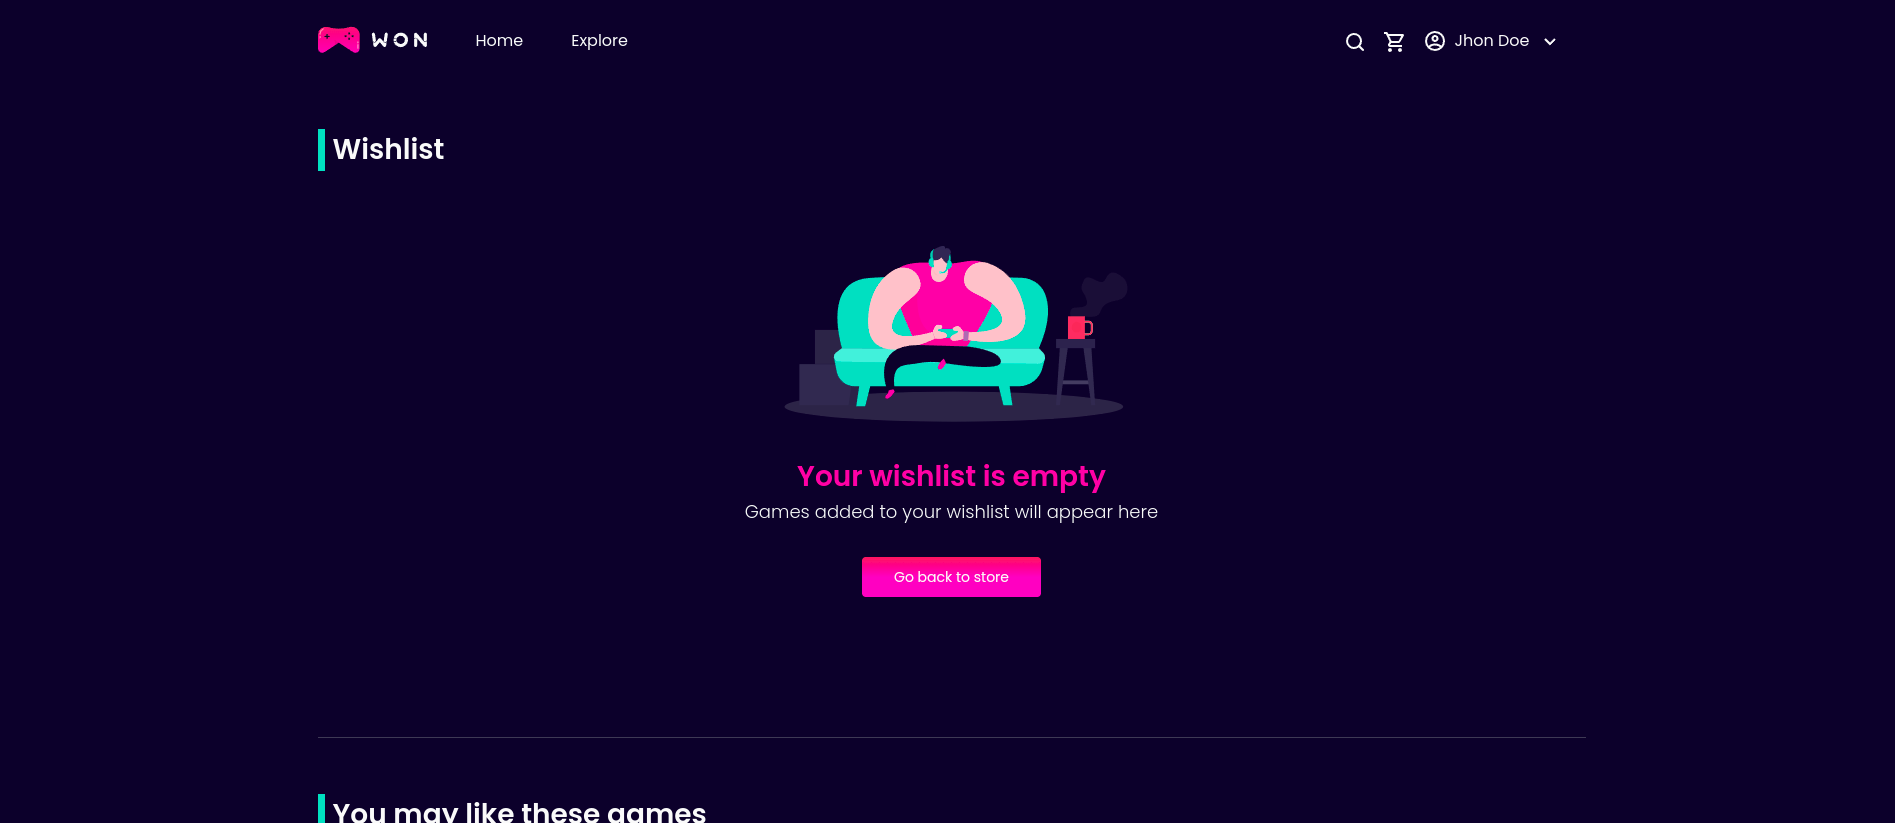 WON
Home
Explore
Jhon Doe
Wishlist
Your wishlist is empty
Games added to your wishlist will appear here
Go back to store
You may like these games